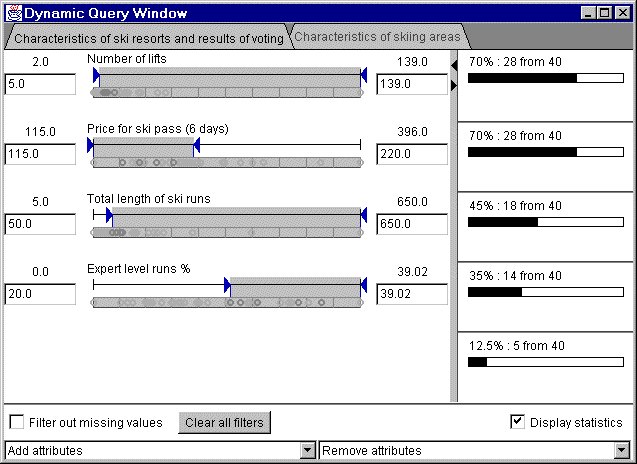 Dynamic Query Window
Characteristics of ski resorts and results of voting Characteristics of skiing areas
2.0 Number of lifts 139.0
5.0 139.0
70% : 28 from 40
115.0 Price for ski pass (6 days) 396.0
115.0 220.0
70% : 28 from 40
5.0 Total length of ski runs 650.0
50.0 650.0
45% : 18 from 40
0.0 Expert level runs % 39.02
20.0 39.02
35% : 14 from 40
12.5% : 5 from 40
Filter out missing values Clear all filters Display statistics
Add attributes Remove attributes